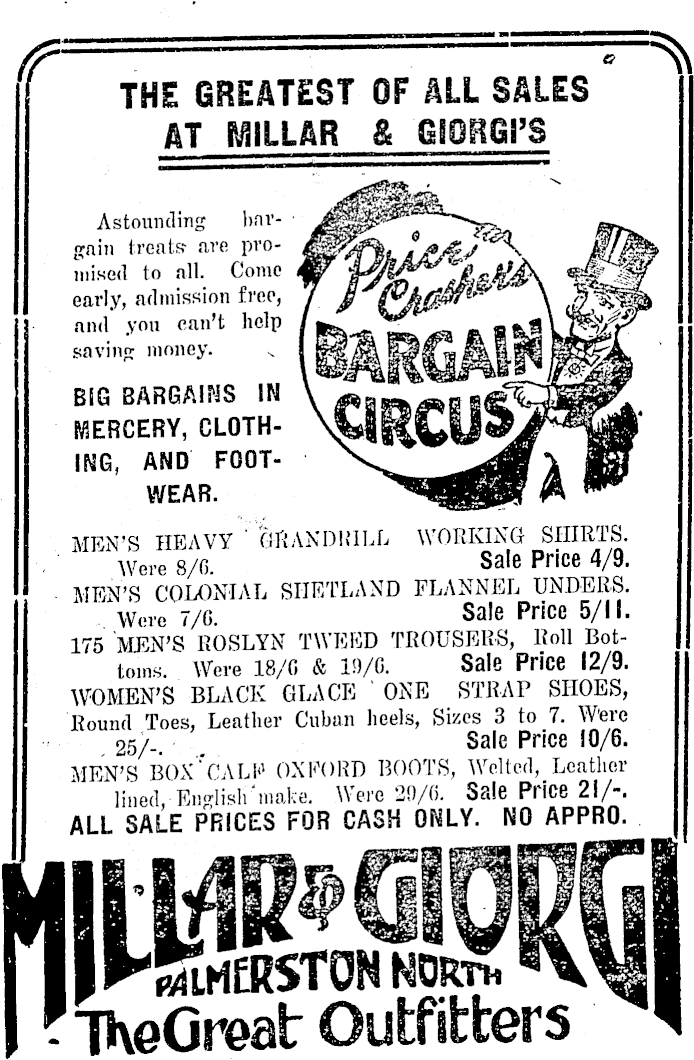 THE GREATEST OF ALL SALES
AT MILLAR & GIORGI'S
Astounding bar-
gain treats are pro-
mised to all. Come
early, admission free,
and you can't help
saving money.
BIG BARGAINS IN
MERCERY, CLOTH-
ING, AND FOOT-
WEAR.
Price
Crashers
BARGAIN
CIRCUS
MEN'S HEAVY GRANDRILL WORKING SHIRTS.
Were 8/6. Sale Price 4/9.
MEN'S COLONIAL SHETLAND FLANNEL UNDERS.
Were 7/6. Sale Price 5/11.
175 MEN'S ROSLYN TWEED TROUSERS, Roll Bot-
toms. Were 18/6 & 19/6. Sale Price 12/9.
WOMEN'S BLACK GLACE ONE STRAP SHOES,
Round Toes, Leather Cuban heels, Sizes 3 to 7. Were
25/-. Sale Price 10/6.
MEN'S BOX CALF OXFORD BOOTS, Welted, Leather
lined, English make. Were 29/6. Sale Price 21/-.
ALL SALE PRICES FOR CASH ONLY. NO APPRO.
MILLAR & GIORGI
PALMERSTON NORTH
The Great Outfitters